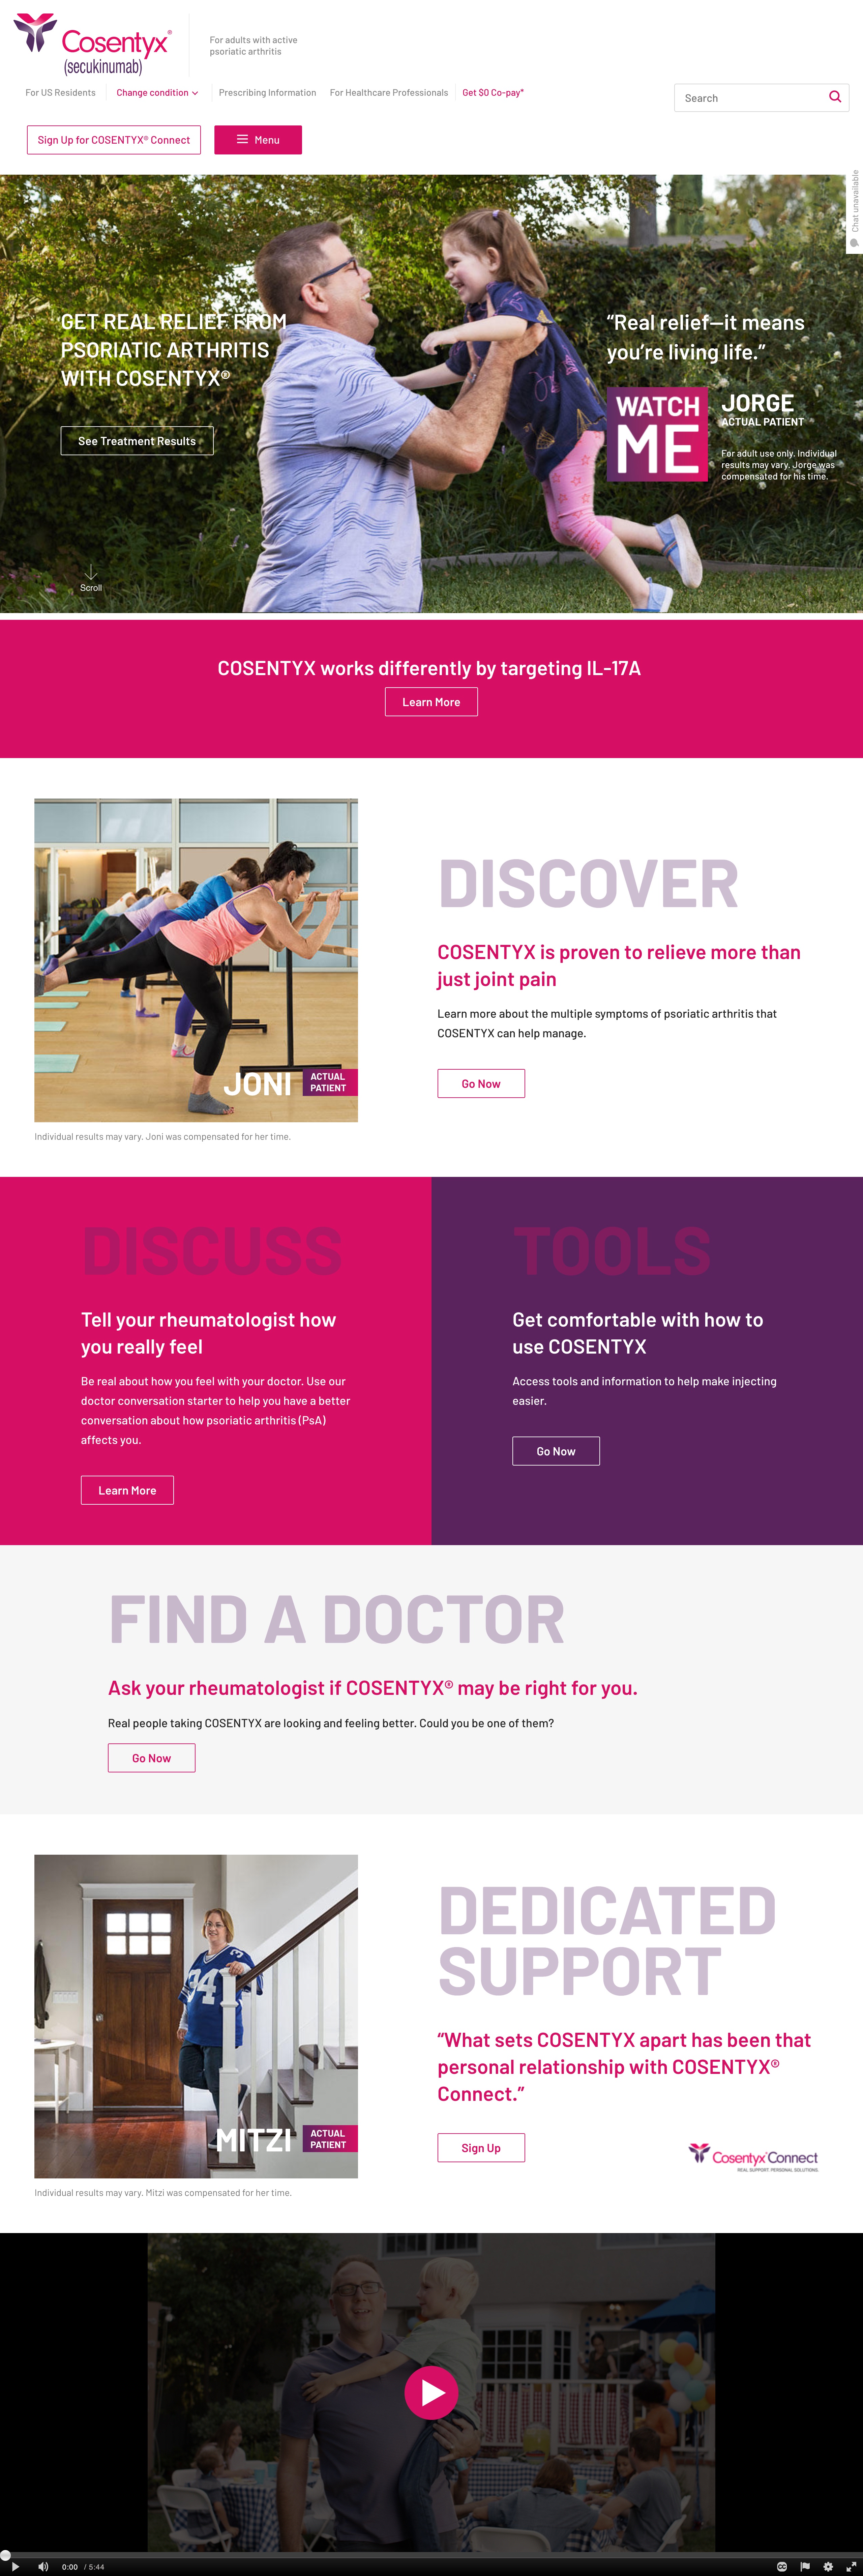 Cosentyx®
(secukinumab)
For adults with active
psoriatic arthritis
For US Residents
Change condition
Prescribing Information
For Healthcare Professionals
Get $0 Co-pay*
Search
Sign Up for COSENTYX® Connect
Menu
Chat unavailable
GET REAL RELIEF FROM
PSORIATIC ARTHRITIS
WITH COSENTYX®
See Treatment Results
Scroll
“Real relief—it means
you’re living life.”
WATCH
ME
JORGE
ACTUAL PATIENT
For adult use only. Individual
results may vary. Jorge was
compensated for his time.
COSENTYX works differently by targeting IL-17A
Learn More
JONI
ACTUAL
PATIENT
Individual results may vary. Joni was compensated for her time.
DISCOVER
COSENTYX is proven to relieve more than
just joint pain
Learn more about the multiple symptoms of psoriatic arthritis that
COSENTYX can help manage.
Go Now
DISCUSS
Tell your rheumatologist how
you really feel
Be real about how you feel with your doctor. Use our
doctor conversation starter to help you have a better
conversation about how psoriatic arthritis (PsA)
affects you.
Learn More
TOOLS
Get comfortable with how to
use COSENTYX
Access tools and information to help make injecting
easier.
Go Now
FIND A DOCTOR
Ask your rheumatologist if COSENTYX® may be right for you.
Real people taking COSENTYX are looking and feeling better. Could you be one of them?
Go Now
34
MITZI
ACTUAL
PATIENT
Individual results may vary. Mitzi was compensated for her time.
DEDICATED
SUPPORT
“What sets COSENTYX apart has been that
personal relationship with COSENTYX®
Connect.”
Sign Up
Cosentyx® Connect
REAL SUPPORT. PERSONAL SOLUTIONS.
0:00 / 5:44
CC